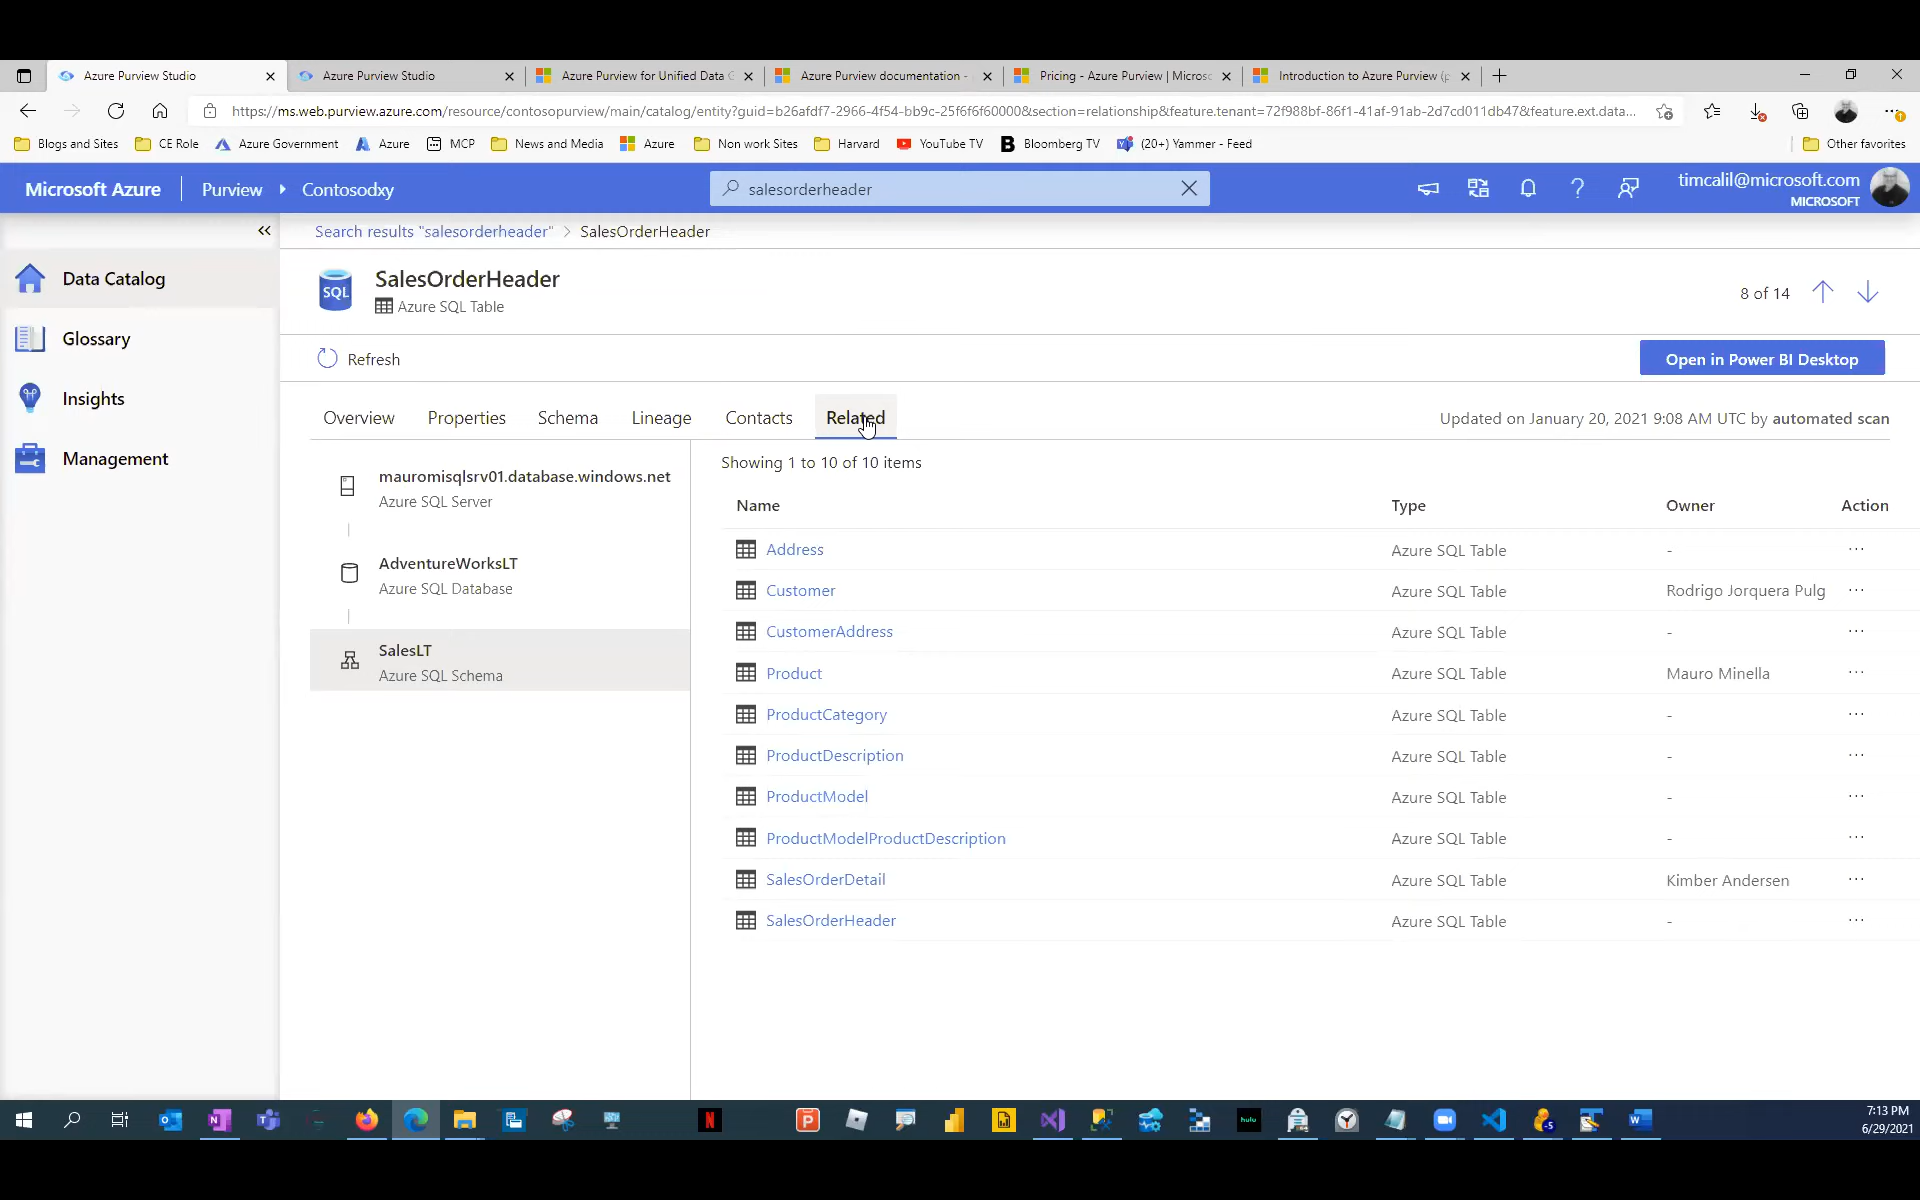 Azure Purview Studio
Azure Purview Studio
Azure Purview for Unified Data G
Azure Purview documentation -
Pricing - Azure Purview | Microsc
Introduction to Azure Purview (p
https://ms.web.purview.azure.com/resource/contosopurview/main/catalog/entity?guid=b26afdf7-2966-4f54-bb9c-25f6f6f60000&section=relationship&feature.tenant=72f988bf-86f1-41af-91ab-2d7cd011db47&feature.ext.data...
Blogs and Sites
CE Role
Azure Government
Azure
MCP
News and Media
Azure
Non work Sites
Harvard
YouTube TV
Bloomberg TV
(20+) Yammer - Feed
Other favorites
Microsoft Azure
Purview
Contosodxy
salesorderheader
timcalil@microsoft.com
MICROSOFT
Search results "salesorderheader" > SalesOrderHeader
Data Catalog
Glossary
Insights
Management
SQL
SalesOrderHeader
Azure SQL Table
8 of 14
Refresh
Open in Power BI Desktop
Overview
Properties
Schema
Lineage
Contacts
Related
Updated on January 20, 2021 9:08 AM UTC by automated scan
mauromisqlsrv01.database.windows.net
Azure SQL Server
AdventureWorksLT
Azure SQL Database
SalesLT
Azure SQL Schema
Showing 1 to 10 of 10 items
Name Type Owner Action
Address Azure SQL Table - ...
Customer Azure SQL Table Rodrigo Jorquera Pulg ...
CustomerAddress Azure SQL Table - ...
Product Azure SQL Table Mauro Minella ...
ProductCategory Azure SQL Table - ...
ProductDescription Azure SQL Table - ...
ProductModel Azure SQL Table - ...
ProductModelProductDescription Azure SQL Table - ...
SalesOrderDetail Azure SQL Table Kimber Andersen ...
SalesOrderHeader Azure SQL Table - ...
hulu
7:13 PM
6/29/2021